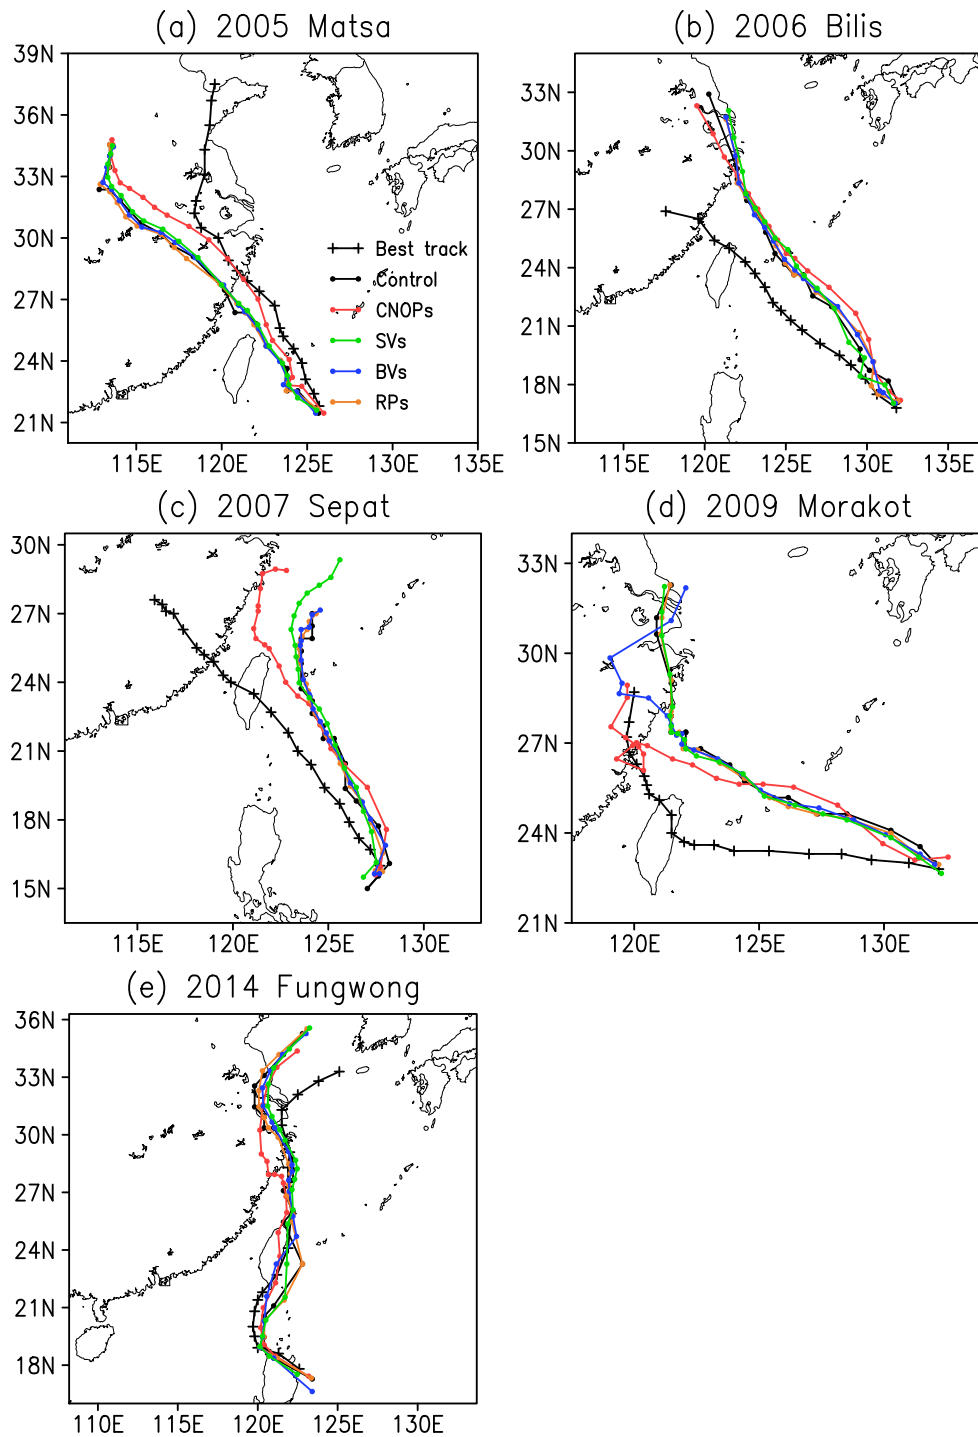 (a) 2005 Matsa
39N
36N
33N
30N
27N
24N
21N
115E 120E 125E 130E 135E
Best track
Control
CNOPs
SVs
BVs
RPs
(b) 2006 Bilis
33N
30N
27N
24N
21N
18N
15N
120E 125E 130E 135E
(c) 2007 Sepat
30N
27N
24N
21N
18N
15N
115E 120E 125E 130E
(d) 2009 Morakot
33N
30N
27N
24N
21N
120E 125E 130E
(e) 2014 Fungwong
36N
33N
30N
27N
24N
21N
18N
110E 115E 120E 125E 130E